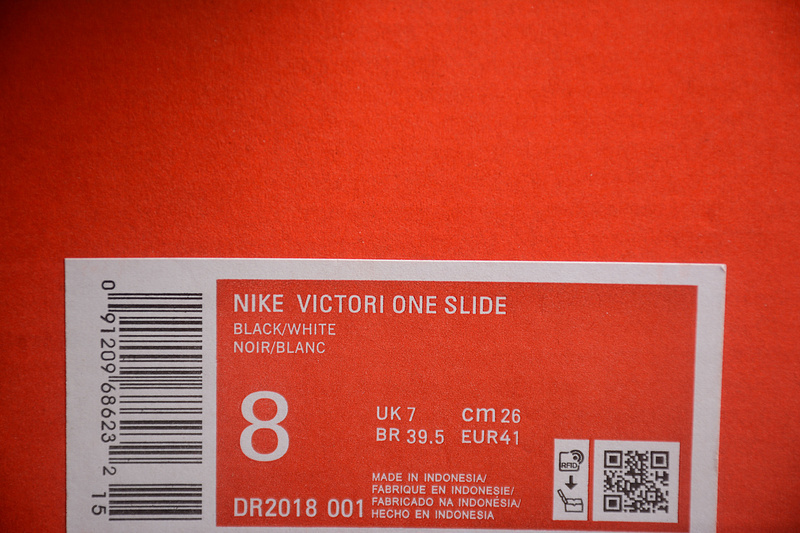 NIKE VICTORI ONE SLIDE
BLACK/WHITE
NOIR/BLANC
8
UK 7 cm 26
BR 39.5 EUR41
MADE IN INDONESIA/
FABRIQUE EN INDONESIE/
FABRICADO NA INDONÉSIA/
HECHO EN INDONESIA
DR2018 001
RFID
0 91209 68623 2
15